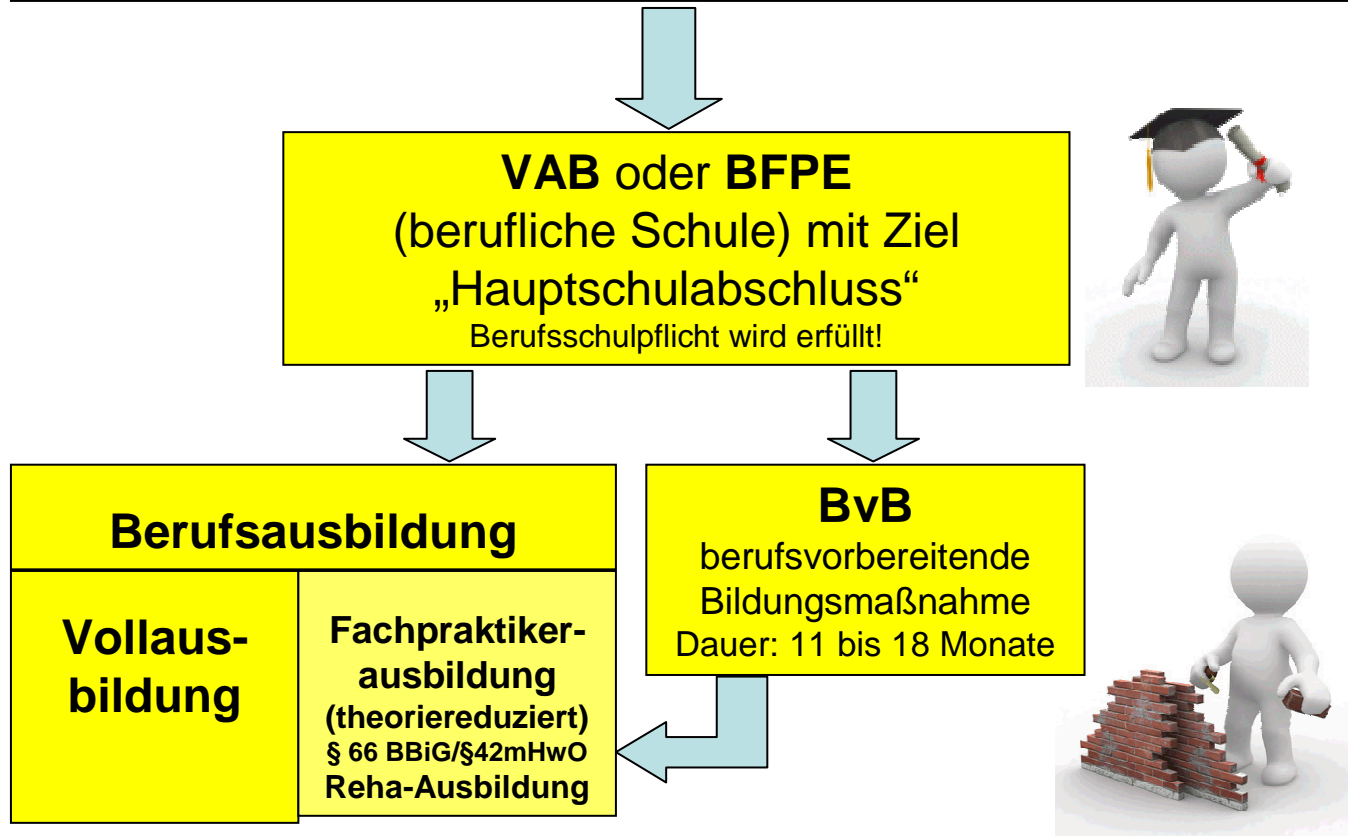 VAB oder BFPE
(berufliche Schule) mit Ziel
„Hauptschulabschluss“
Berufsschulpflicht wird erfüllt!
Berufsausbildung
Vollaus-
bildung
Fachpraktiker-
ausbildung
(theoriereduziert)
§ 66 BBiG/§42mHwO
Reha-Ausbildung
BvB
berufsvorbereitende
Bildungsmaßnahme
Dauer: 11 bis 18 Monate